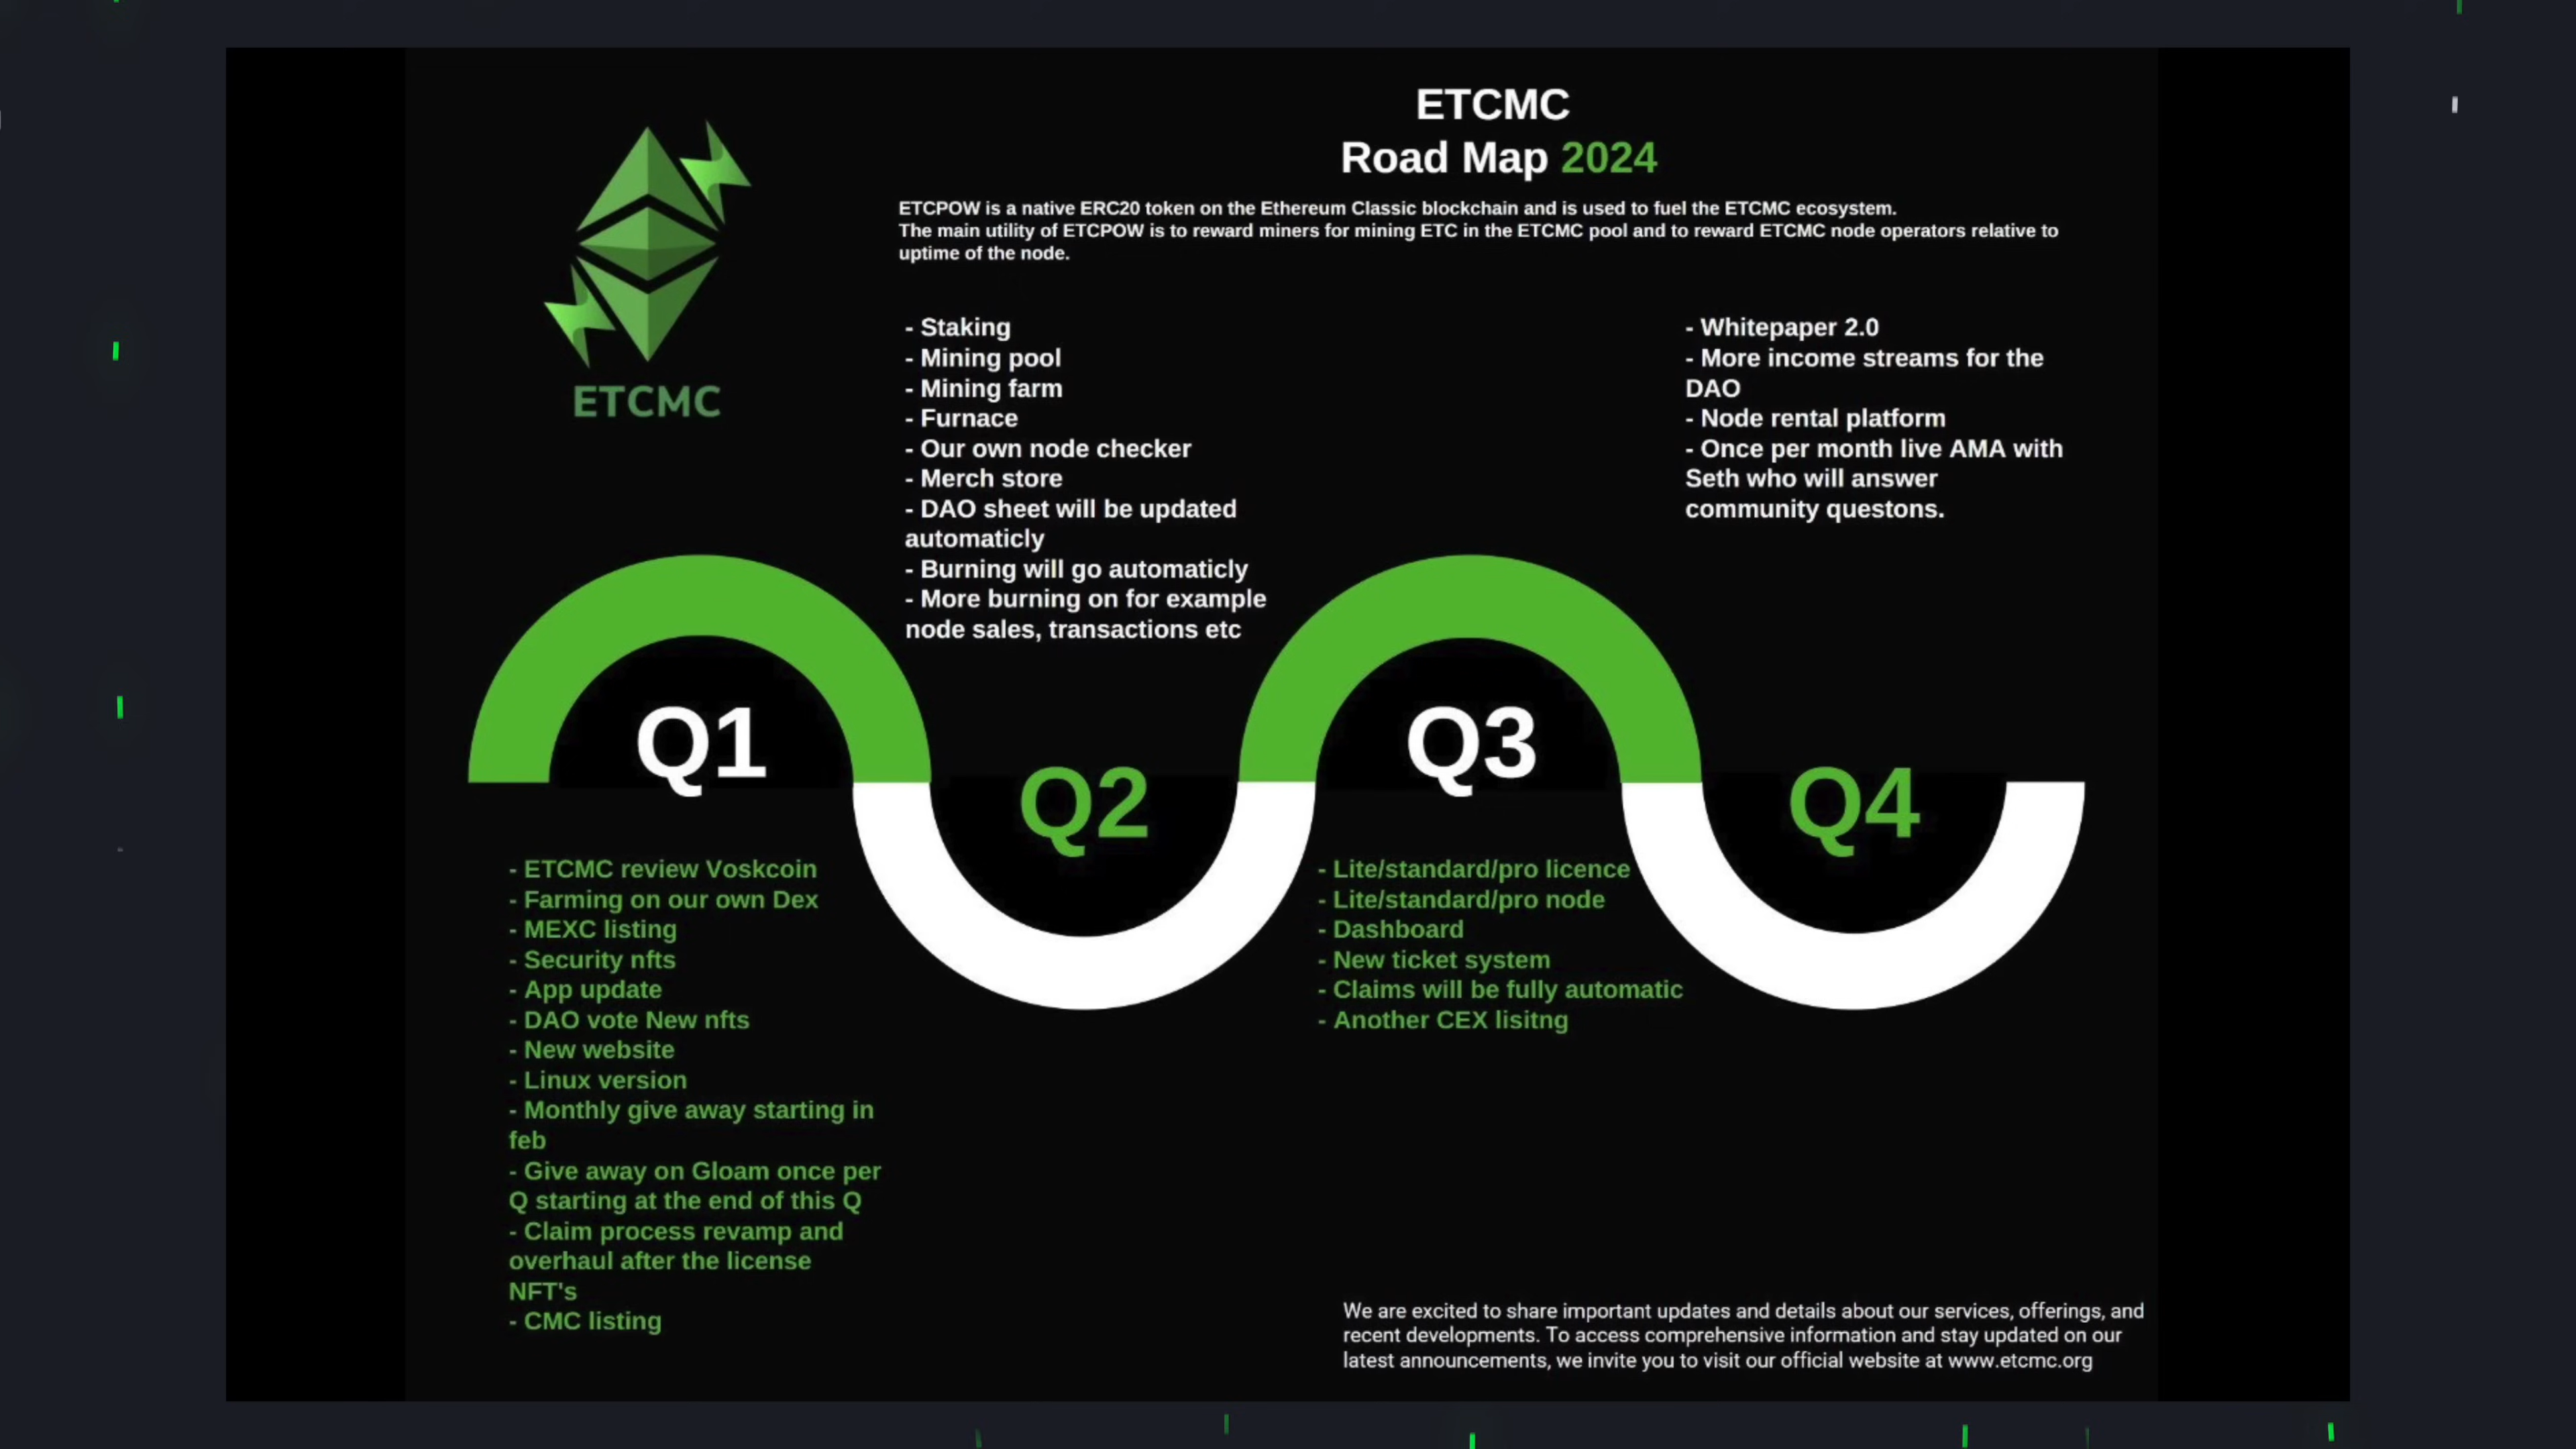 ETCMC
Road Map 2024
ETCPOW is a native ERC20 token on the Ethereum Classic blockchain and is used to fuel the ETCMC ecosystem.
The main utility of ETCPOW is to reward miners for mining ETC in the ETCMC pool and to reward ETCMC node operators relative to
uptime of the node.
ETCMC
- Staking
- Mining pool
- Mining farm
- Furnace
- Our own node checker
- Merch store
- DAO sheet will be updated
automaticly
- Burning will go automaticly
- More burning on for example
node sales, transactions etc
- Whitepaper 2.0
- More income streams for the
DAO
- Node rental platform
- Once per month live AMA with
Seth who will answer
community questons.
Q1
Q2
Q3
Q4
- ETCMC review Voskcoin
- Farming on our own Dex
- MEXC listing
- Security nfts
- App update
- DAO vote New nfts
- New website
- Linux version
- Monthly give away starting in
feb
- Give away on Gloam once per
Q starting at the end of this Q
- Claim process revamp and
overhaul after the license
NFT's
- CMC listing
- Lite/standard/pro licence
- Lite/standard/pro node
- Dashboard
- New ticket system
- Claims will be fully automatic
- Another CEX lisitng
We are excited to share important updates and details about our services, offerings, and
recent developments. To access comprehensive information and stay updated on our
latest announcements, we invite you to visit our official website at www.etcmc.org